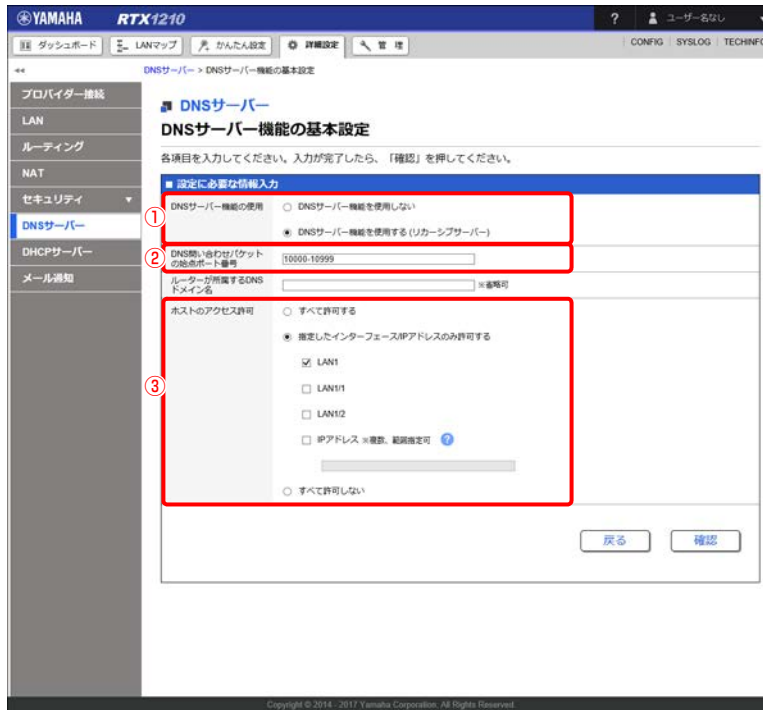 YAMAHA RTX1210 ? ユーザーなし
ダッシュボード LANマップ かんたん設定 詳細設定 管理 CONFIG SYSLOG TECHINFO
◂◂ DNSサーバー > DNSサーバー機能の基本設定
プロバイダー接続
LAN
ルーティング
NAT
セキュリティ ▼
DNSサーバー
DHCPサーバー
メール通知
DNSサーバー
DNSサーバー機能の基本設定
各項目を入力してください。入力が完了したら、「確認」を押してください。
■ 設定に必要な情報入力
① DNSサーバー機能の使用 DNSサーバー機能を使用しない
DNSサーバー機能を使用する (リカーシブサーバー)
② DNS問い合わせパケット
の始点ポート番号 10000-10999
ルーターが所属するDNS
ドメイン名 ※省略可
③ ホストのアクセス許可 すべて許可する
指定したインターフェース/IPアドレスのみ許可する
LAN1
LAN1/1
LAN1/2
IPアドレス ※複数、範囲指定可 ?
すべて許可しない
戻る 確認
Copyright © 2014 - 2017 Yamaha Corporation. All Rights Reserved.